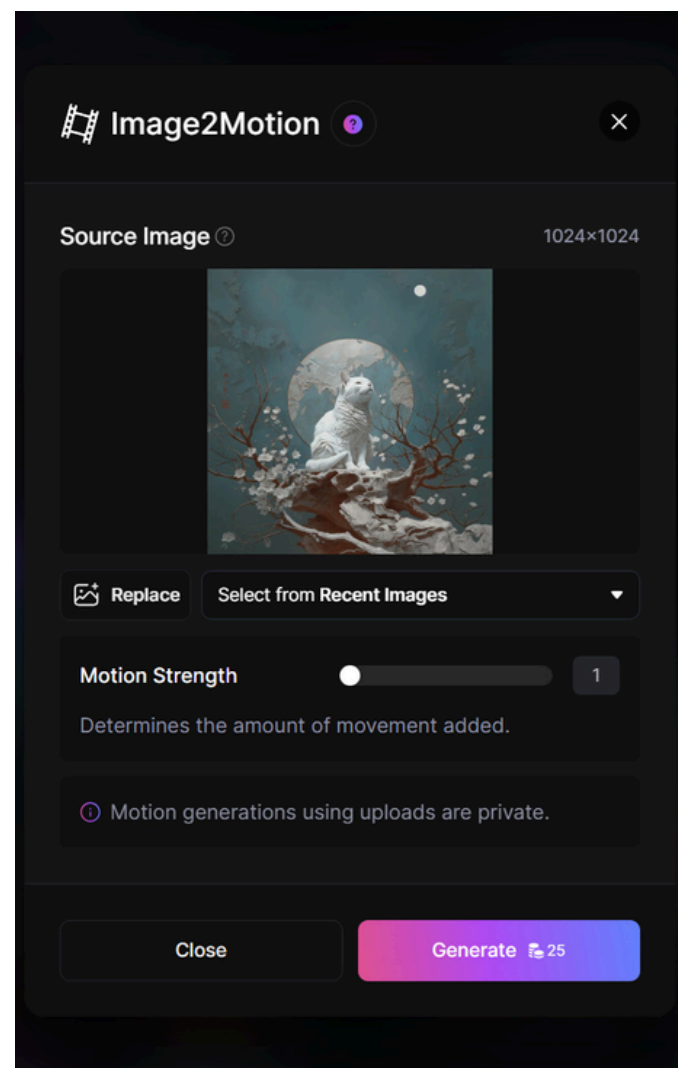 Image2Motion ?
Source Image ? 1024×1024
Replace Select from Recent Images
Motion Strength 1
Determines the amount of movement added.
Motion generations using uploads are private.
Close Generate 25